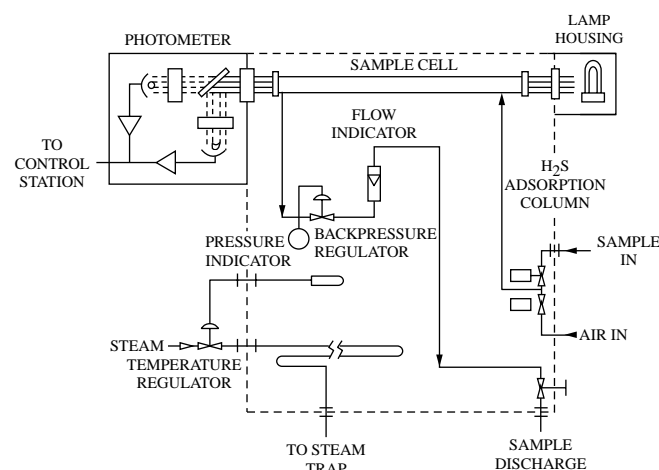 LAMP
HOUSING
PHOTOMETER
SAMPLE CELL
FLOW
INDICATOR
TO
CONTROL
STATION
H₂S
ADSORPTION
COLUMN
PRESSURE
INDICATOR
BACKPRESSURE
REGULATOR
SAMPLE
IN
STEAM
TEMPERATURE
REGULATOR
AIR IN
TO STEAM
TRAP
SAMPLE
DISCHARGE